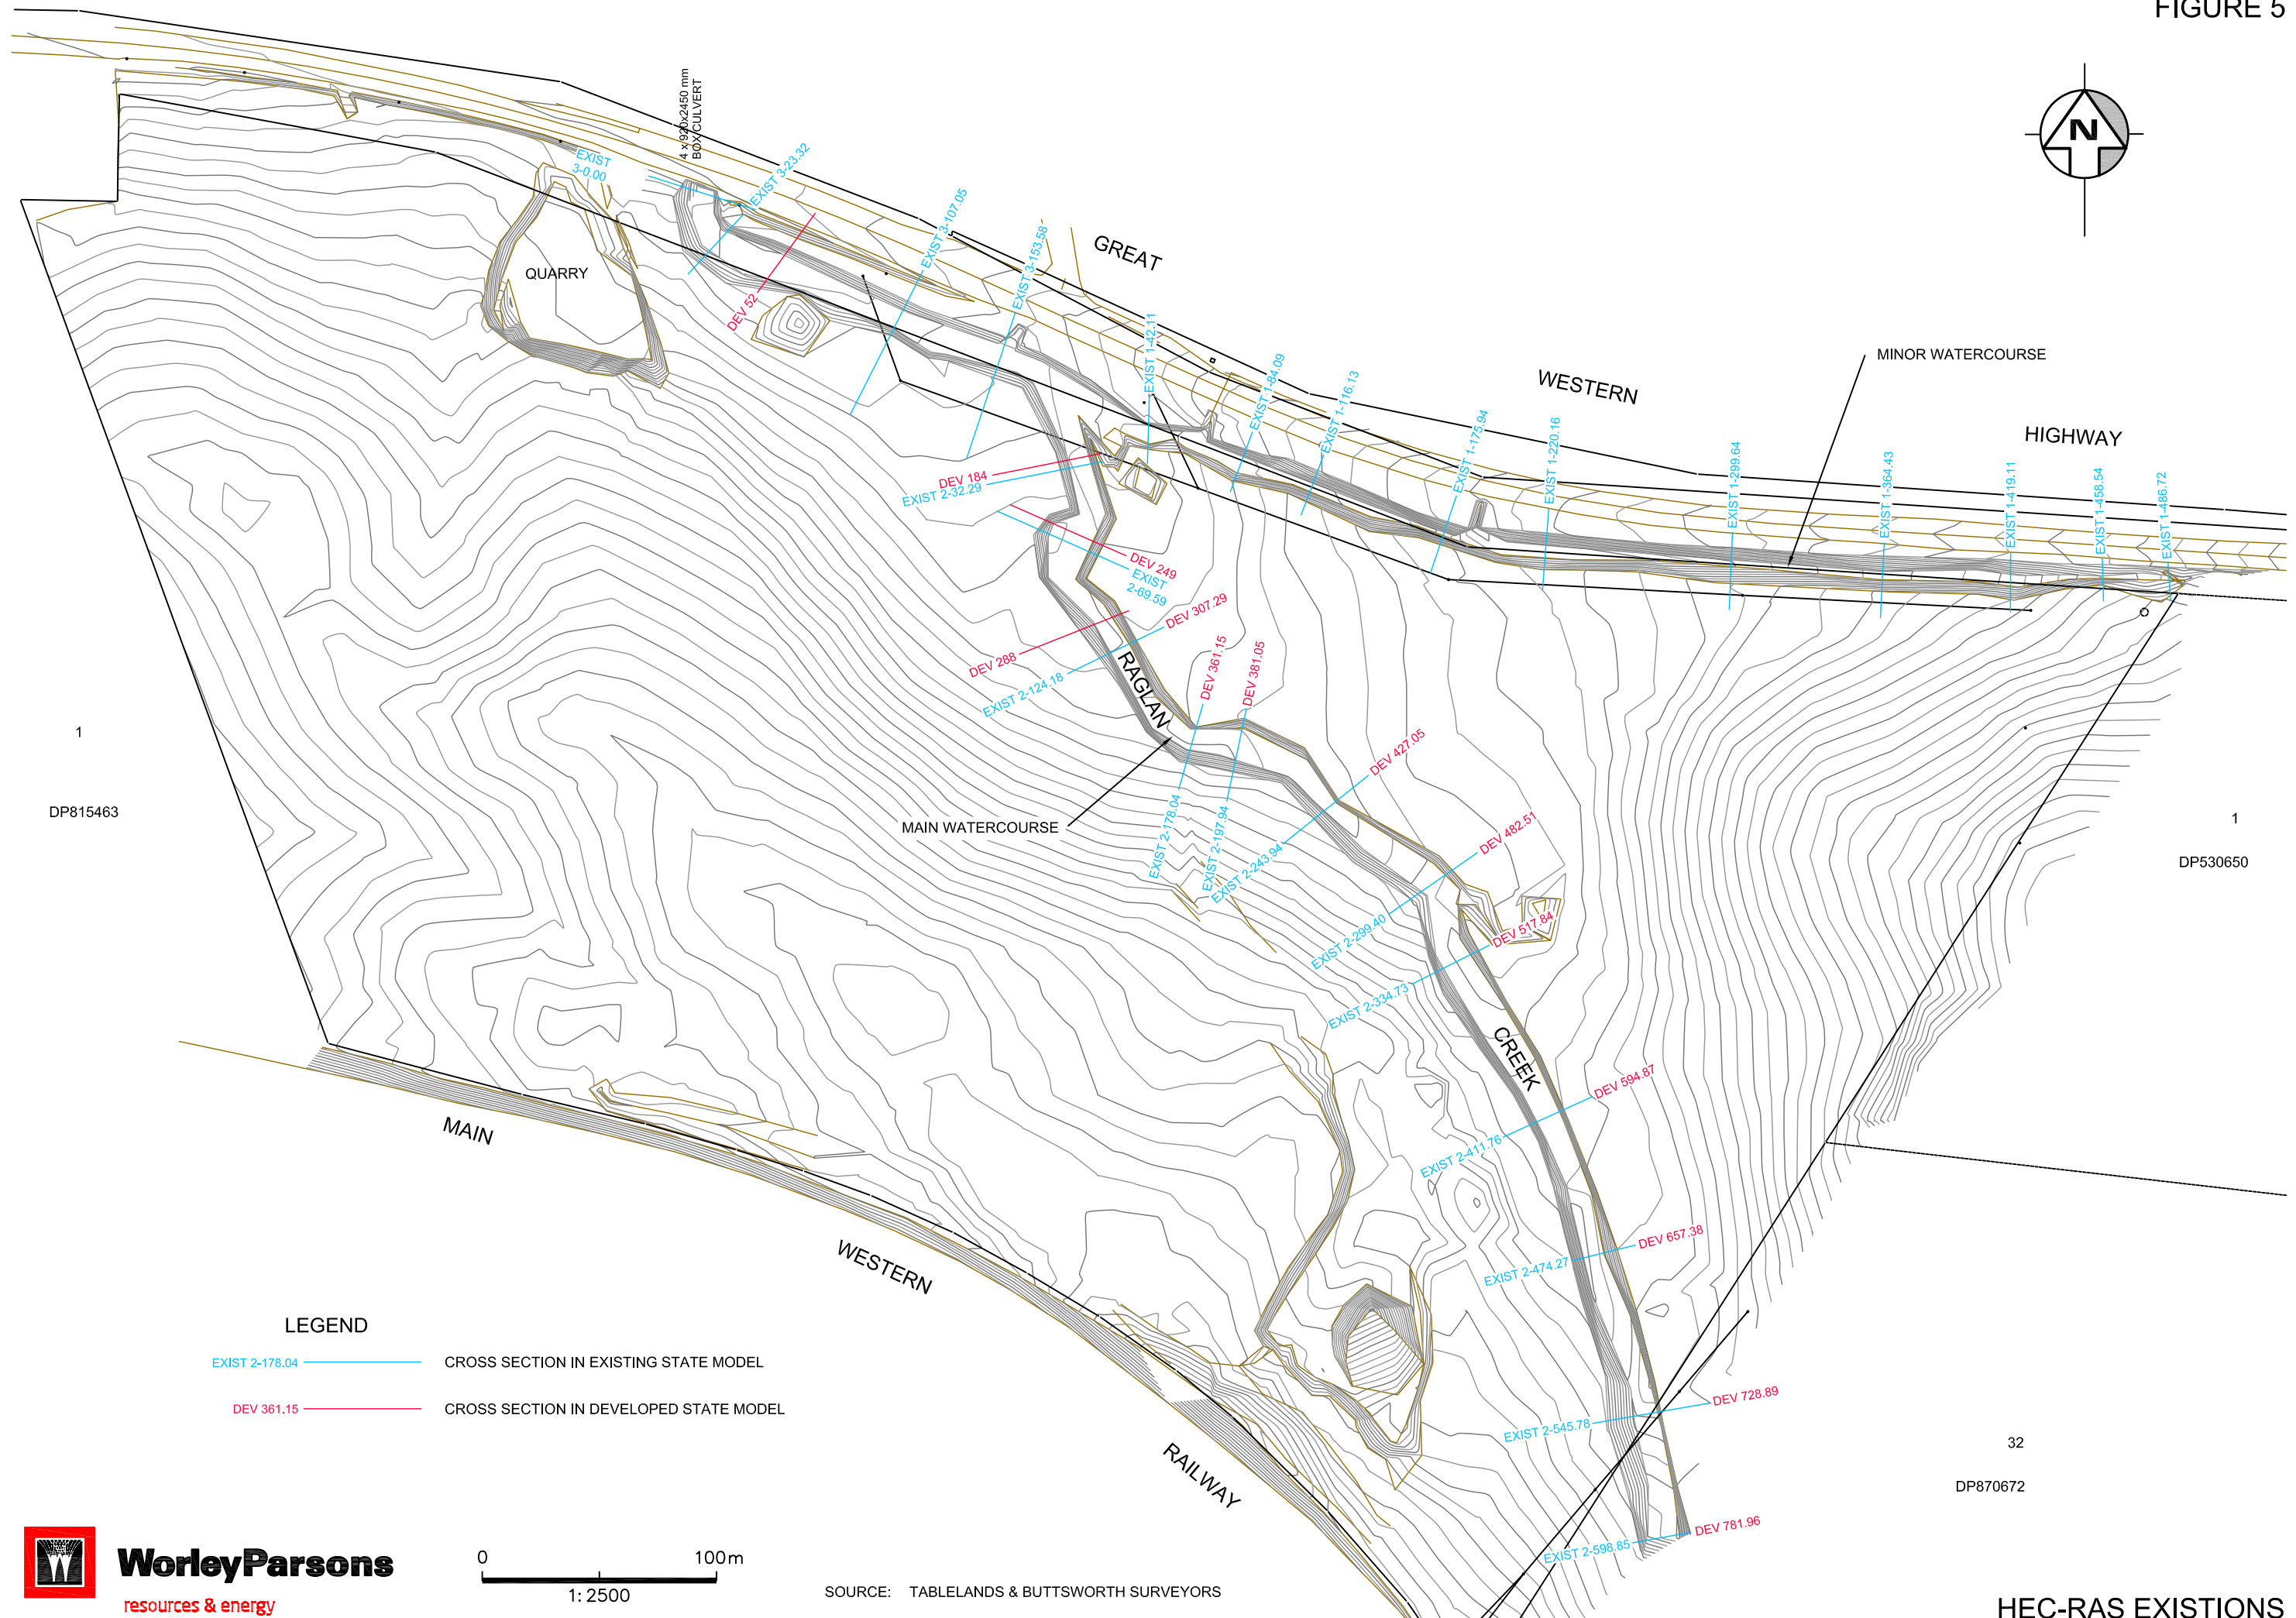 FIGURE 5
4 x 920x2450 mm
BOX CULVERT
EXIST
3-0.00
EXIST 3-23.32
EXIST 3-107.05
EXIST 3-153.58
GREAT
N
QUARRY
DEV 52
EXIST 1-42.11
EXIST 1-84.09
EXIST 1-116.13
WESTERN
MINOR WATERCOURSE
EXIST 1-175.94
EXIST 1-220.16
EXIST 1-299.64
HIGHWAY
EXIST 1-364.43
EXIST 1-419.11
EXIST 1-458.54
EXIST 1-486.72
DEV 184
EXIST 2-32.29
DEV 249
EXIST
2-69.59
DEV 307.29
DEV 288
EXIST 2-124.18
RAGLAN
DEV 361.15
DEV 381.05
1
DP815463
DEV 427.05
MAIN WATERCOURSE
EXIST 2-178.04
EXIST 2-197.94
EXIST 2-243.94
DEV 482.51
1
DP530650
EXIST 2-299.40
DEV 517.84
EXIST 2-334.73
CREEK
DEV 594.87
EXIST 2-411.76
MAIN
WESTERN
DEV 657.38
EXIST 2-474.27
LEGEND
EXIST 2-178.04
CROSS SECTION IN EXISTING STATE MODEL
DEV 361.15
CROSS SECTION IN DEVELOPED STATE MODEL
DEV 728.89
EXIST 2-545.78
RAILWAY
32
DP870672
DEV 781.96
EXIST 2-598.85
WorleyParsons
resources & energy
0 100m
1: 2500
SOURCE: TABLELANDS & BUTTSWORTH SURVEYORS
HEC-RAS EXISTIONS